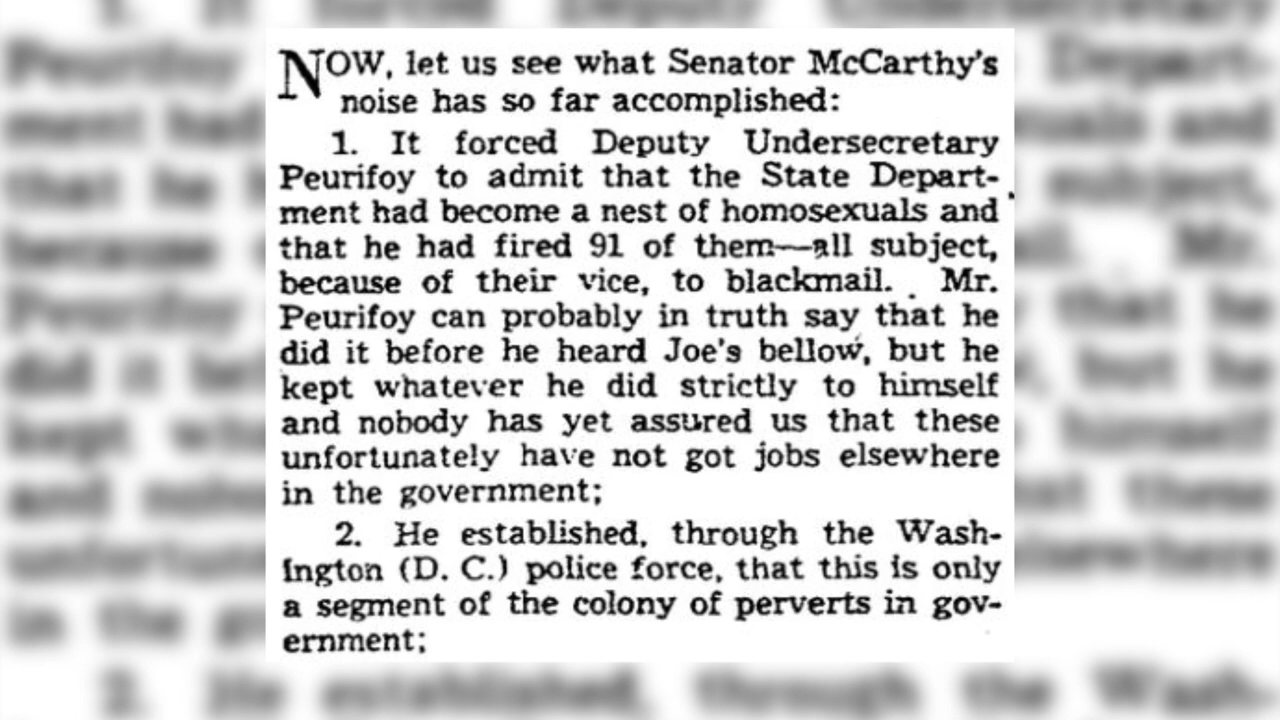 NOW, let us see what Senator McCarthy's
noise has so far accomplished:
1. It forced Deputy Undersecretary
Peurifoy to admit that the State Depart-
ment had become a nest of homosexuals and
that he had fired 91 of them—all subject,
because of their vice, to blackmail. Mr.
Peurifoy can probably in truth say that he
did it before he heard Joe's bellow, but he
kept whatever he did strictly to himself
and nobody has yet assured us that these
unfortunately have not got jobs elsewhere
in the government;
2. He established, through the Wash-
ington (D. C.) police force, that this is only
a segment of the colony of perverts in gov-
ernment;